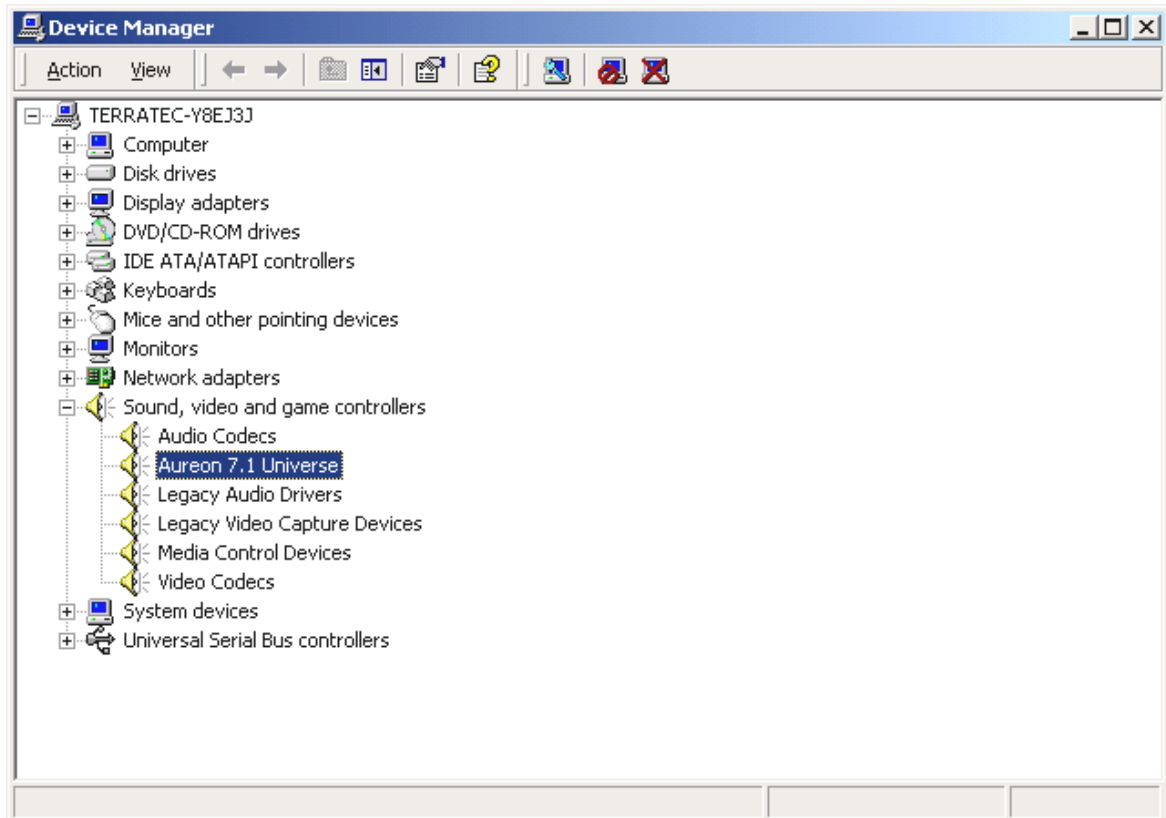 Device Manager
Action View
TERRATEC-Y8EJ3J
Computer
Disk drives
Display adapters
DVD/CD-ROM drives
IDE ATA/ATAPI controllers
Keyboards
Mice and other pointing devices
Monitors
Network adapters
Sound, video and game controllers
Audio Codecs
Aureon 7.1 Universe
Legacy Audio Drivers
Legacy Video Capture Devices
Media Control Devices
Video Codecs
System devices
Universal Serial Bus controllers